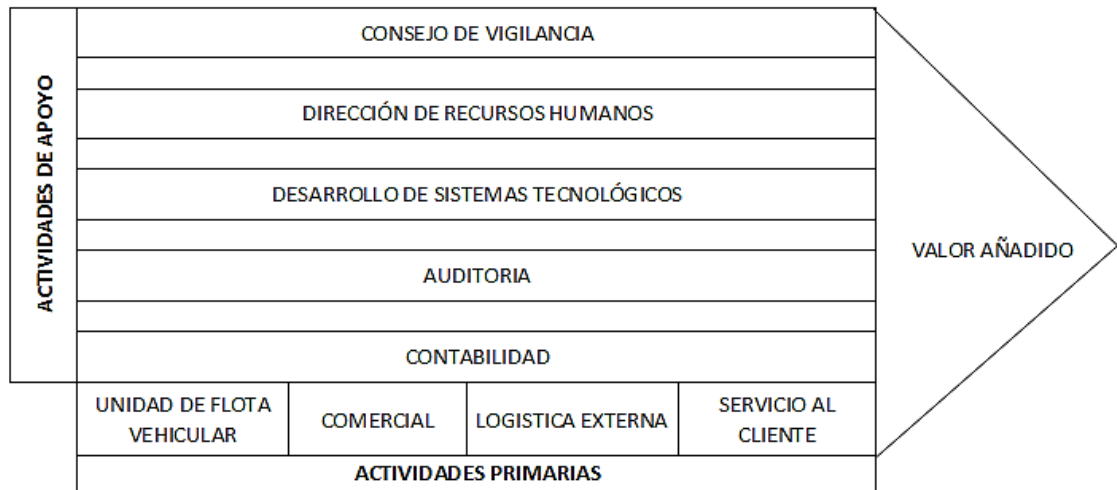 CONSEJO DE VIGILANCIA
DIRECCIÓN DE RECURSOS HUMANOS
DESARROLLO DE SISTEMAS TECNOLÓGICOS
AUDITORIA
CONTABILIDAD
ACTIVIDADES DE APOYO
VALOR AÑADIDO
UNIDAD DE FLOTA
VEHICULAR
COMERCIAL
LOGISTICA EXTERNA
SERVICIO AL
CLIENTE
ACTIVIDADES PRIMARIAS